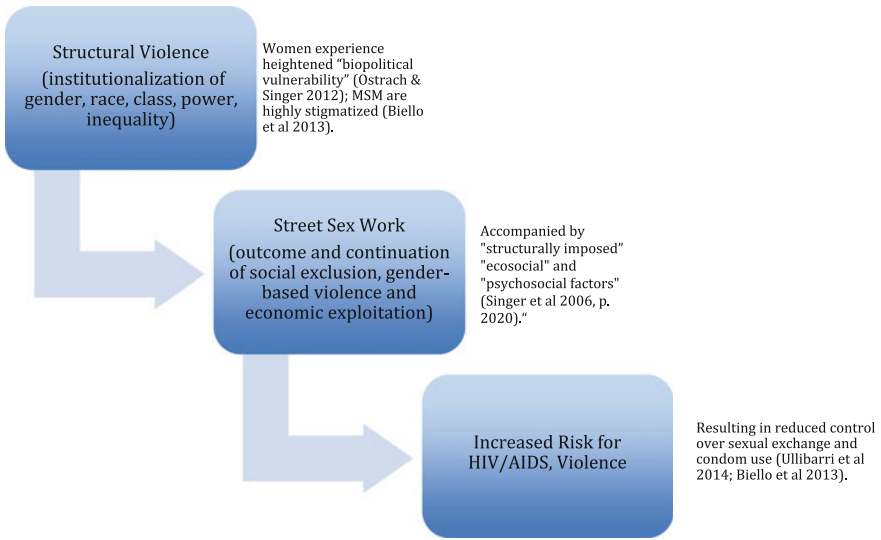 Structural Violence
(institutionalization of
gender, race, class, power,
inequality)
Women experience
heightened “biopolitical
vulnerability” (Ostrach &
Singer 2012); MSM are
highly stigmatized (Biello
et al 2013).
Street Sex Work
(outcome and continuation
of social exclusion, gender-
based violence and
economic exploitation)
Accompanied by
"structurally imposed”
"ecosocial" and
"psychosocial factors"
(Singer et al 2006, p.
2020).“
Increased Risk for
HIV/AIDS, Violence
Resulting in reduced control
over sexual exchange and
condom use (Ullibarri et al
2014; Biello et al 2013).